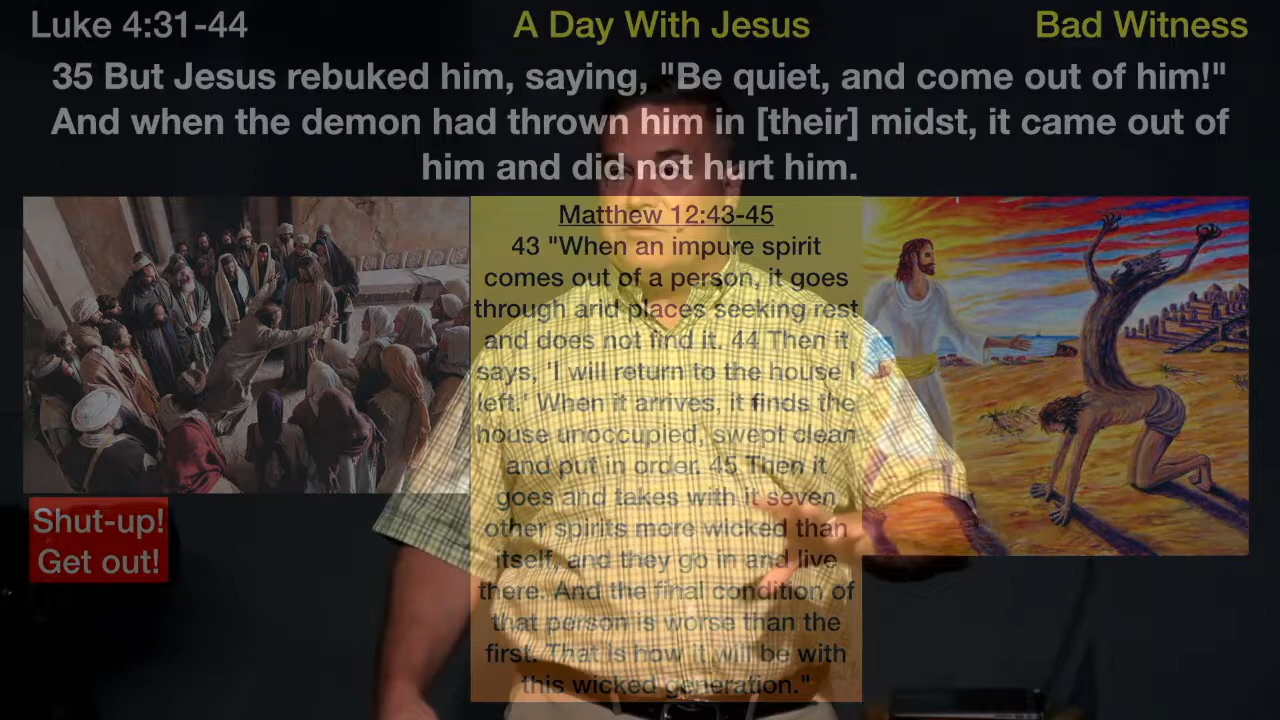 Luke 4:31-44
A Day With Jesus
Bad Witness
35 But Jesus rebuked him, saying, "Be quiet, and come out of him!"
And when the demon had thrown him in [their] midst, it came out of
him and did not hurt him.
Matthew 12:43-45
43 "When an impure spirit
comes out of a person, it goes
through arid places seeking rest
and does not find it. 44 Then it
says, 'I will return to the house I
left.' When it arrives, it finds the
house unoccupied, swept clean
and put in order. 45 Then it
goes and takes with it seven
other spirits more wicked than
itself, and they go in and live
there. And the final condition of
that person is worse than the
first. That is how it will be with
this wicked generation."
Shut-up!
Get out!